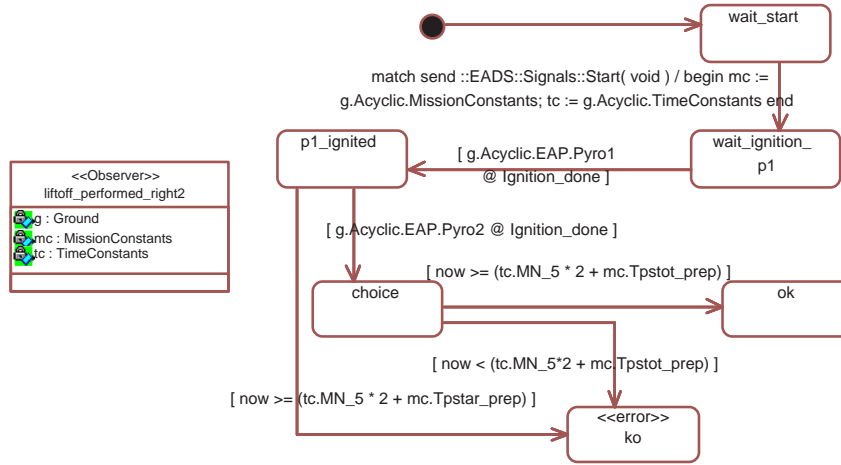 wait_start
match send ::EADS::Signals::Start( void ) / begin mc :=
g.Acyclic.MissionConstants; tc := g.Acyclic.TimeConstants end
p1_ignited
wait_ignition_
p1
[ g.Acyclic.EAP.Pyro1
@ Ignition_done ]
<<Observer>>
liftoff_performed_right2
g : Ground
mc : MissionConstants
tc : TimeConstants
[ g.Acyclic.EAP.Pyro2 @ Ignition_done ]
[ now >= (tc.MN_5 * 2 + mc.Tpstot_prep) ]
choice
ok
[ now < (tc.MN_5*2 + mc.Tpstot_prep) ]
[ now >= (tc.MN_5 * 2 + mc.Tpstar_prep) ]
<<error>>
ko